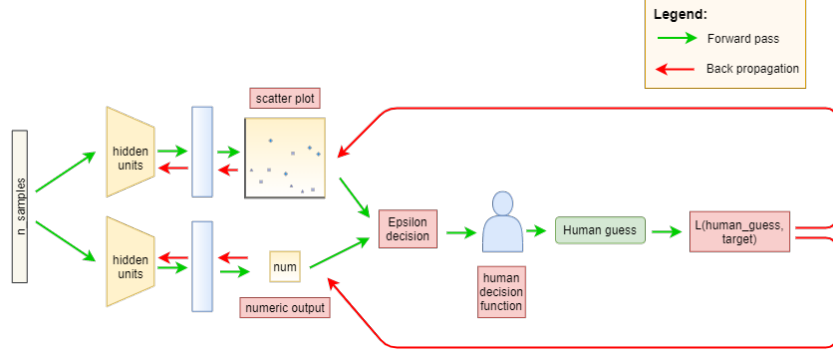 Legend:
Forward pass
Back propagation
scatter plot
hidden
units
n_samples
Epsilon
decision
Human guess
L(human_guess,
target)
hidden
units
num
numeric output
human
decision
function